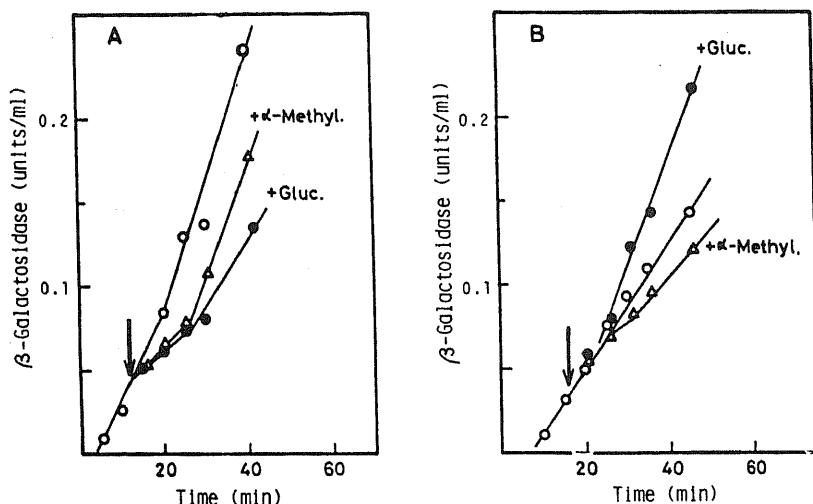 A
β-Galactosidase (units/ml)
0.2
0.1
+α-Methyl.
+Gluc.
20
40
60
Time (min)
B
β-Galactosidase (units/ml)
0.2
0.1
+Gluc.
+α-Methyl.
20
40
60
Time (min)